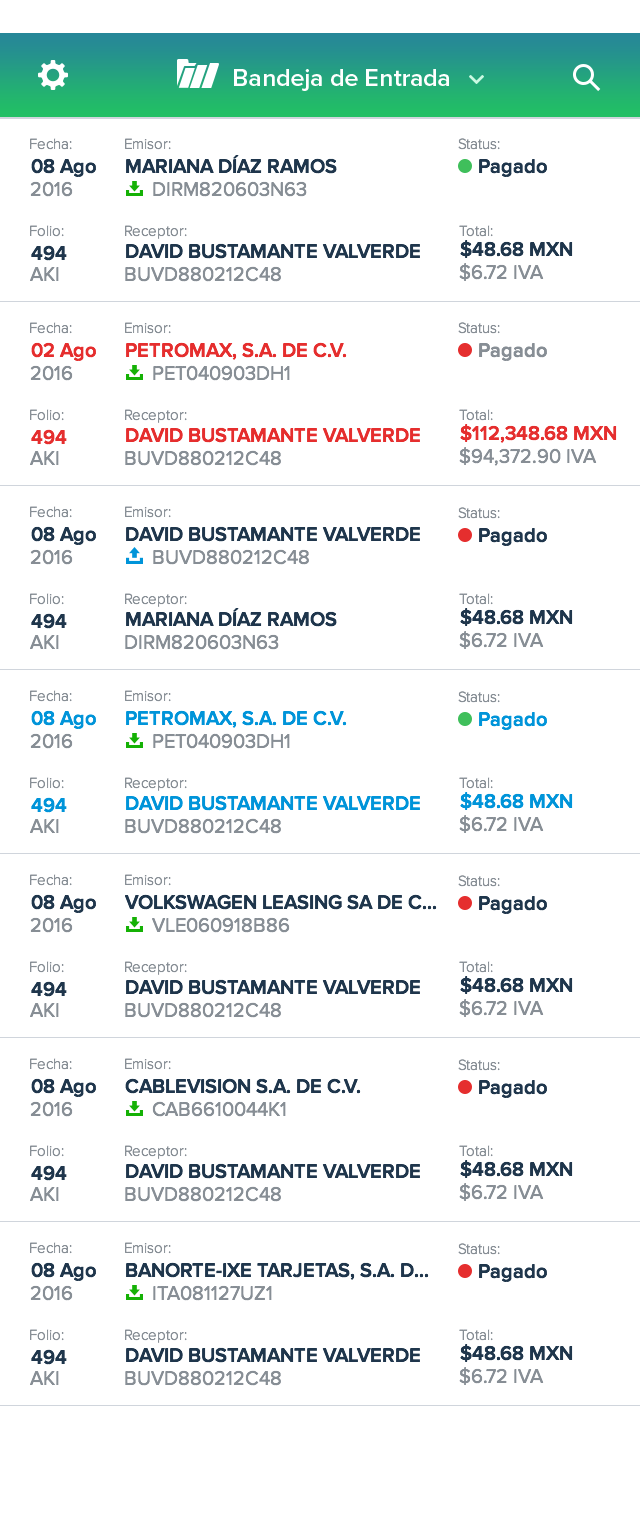 Bandeja de Entrada
Fecha: Emisor: Status:
08 Ago MARIANA DÍAZ RAMOS Pagado
2016 DIRM820603N63
Folio: Receptor: Total:
494 DAVID BUSTAMANTE VALVERDE $48.68 MXN
AKI BUVD880212C48 $6.72 IVA
Fecha: Emisor: Status:
02 Ago PETROMAX, S.A. DE C.V. Pagado
2016 PET040903DH1
Folio: Receptor: Total:
494 DAVID BUSTAMANTE VALVERDE $112,348.68 MXN
AKI BUVD880212C48 $94,372.90 IVA
Fecha: Emisor: Status:
08 Ago DAVID BUSTAMANTE VALVERDE Pagado
2016 BUVD880212C48
Folio: Receptor: Total:
494 MARIANA DÍAZ RAMOS $48.68 MXN
AKI DIRM820603N63 $6.72 IVA
Fecha: Emisor: Status:
08 Ago PETROMAX, S.A. DE C.V. Pagado
2016 PET040903DH1
Folio: Receptor: Total:
494 DAVID BUSTAMANTE VALVERDE $48.68 MXN
AKI BUVD880212C48 $6.72 IVA
Fecha: Emisor: Status:
08 Ago VOLKSWAGEN LEASING SA DE C... Pagado
2016 VLE060918B86
Folio: Receptor: Total:
494 DAVID BUSTAMANTE VALVERDE $48.68 MXN
AKI BUVD880212C48 $6.72 IVA
Fecha: Emisor: Status:
08 Ago CABLEVISION S.A. DE C.V. Pagado
2016 CAB6610044K1
Folio: Receptor: Total:
494 DAVID BUSTAMANTE VALVERDE $48.68 MXN
AKI BUVD880212C48 $6.72 IVA
Fecha: Emisor: Status:
08 Ago BANORTE-IXE TARJETAS, S.A. D... Pagado
2016 ITA081127UZ1
Folio: Receptor: Total:
494 DAVID BUSTAMANTE VALVERDE $48.68 MXN
AKI BUVD880212C48 $6.72 IVA